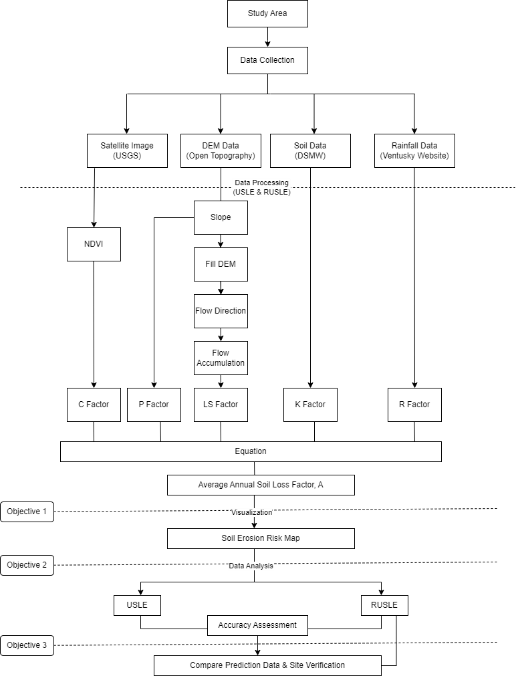 Study Area
Data Collection
Satellite Image
(USGS)
DEM Data
(Open Topography)
Soil Data
(DSMW)
Rainfall Data
(Ventusky Website)
Data Processing
(USLE & RUSLE)
Slope
NDVI
Fill DEM
Flow Direction
Flow
Accumulation
C Factor
P Factor
LS Factor
K Factor
R Factor
Equation
Average Annual Soil Loss Factor, A
Objective 1
Visualization
Soil Erosion Risk Map
Objective 2
Data Analysis
USLE
RUSLE
Accuracy Assessment
Objective 3
Compare Prediction Data & Site Verification